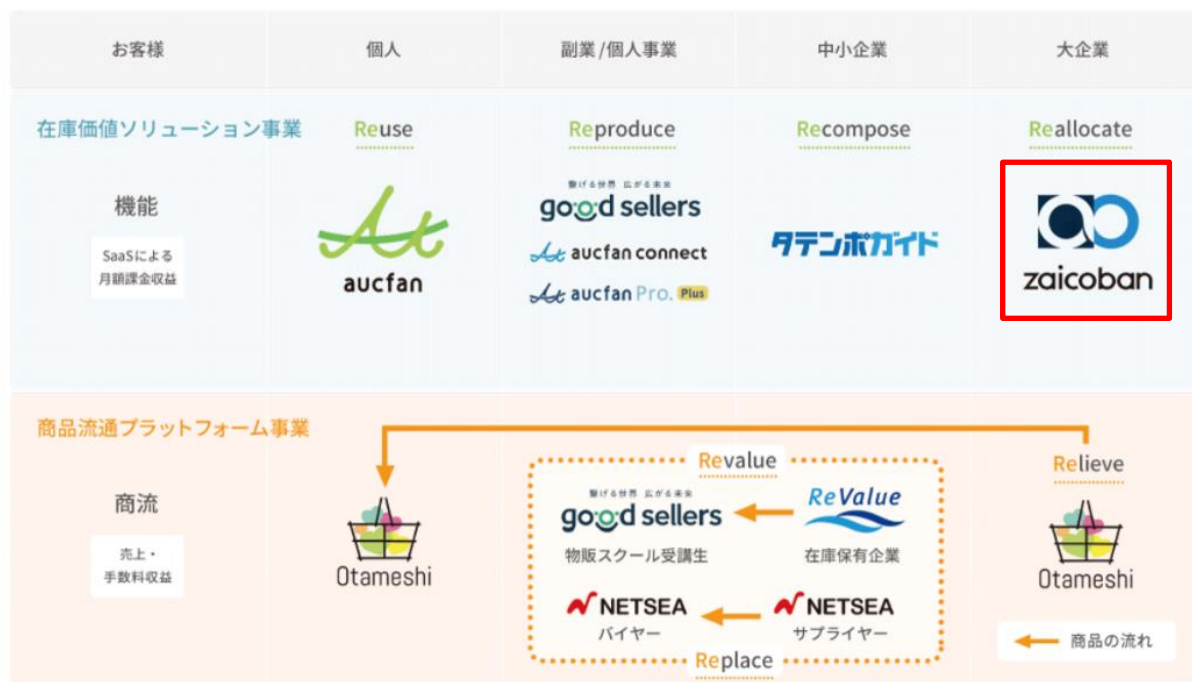 お客様
個人
副業/個人事業
中小企業
大企業
在庫価値ソリューション事業
Reuse
Reproduce
Recompose
Reallocate
機能
SaaSによる
月額課金収益
aucfan
繋げる世界 広がる未来
good sellers
aucfan connect
aucfan Pro. Plus
タテンポガイド
zaicoban
商品流通プラットフォーム事業
商流
売上・
手数料収益
Otameshi
Revalue
繋げる世界 広がる未来
good sellers
物販スクール受講生
ReValue
在庫保有企業
NETSEA
バイヤー
NETSEA
サプライヤー
Replace
Relieve
Otameshi
商品の流れ